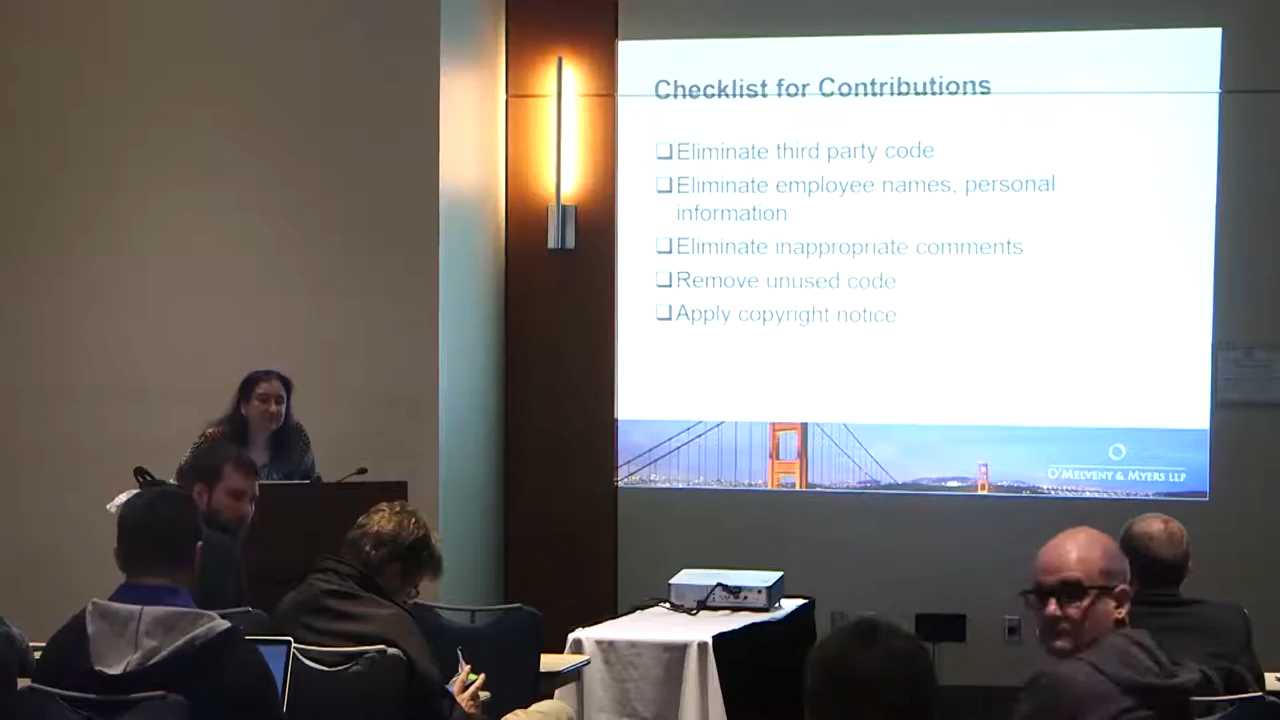 Checklist for Contributions
❑Eliminate third party code
❑Eliminate employee names, personal
information
❑Eliminate inappropriate comments
❑Remove unused code
❑Apply copyright notice
O'MELVENY & MYERS LLP